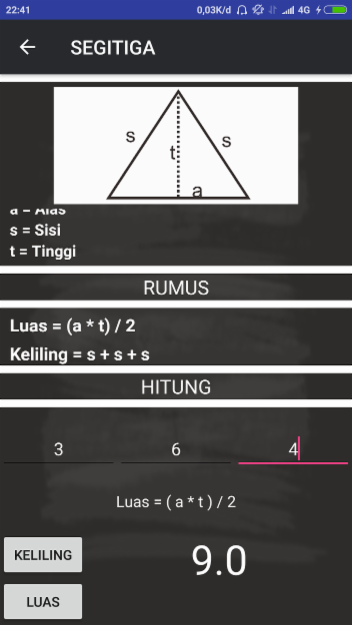 22:41 0,03K/d 4G
SEGITIGA
s s
t
a
a = Alas
s = Sisi
t = Tinggi
RUMUS
Luas = (a * t) / 2
Keliling = s + s + s
HITUNG
3 6 4
Luas = ( a * t ) / 2
KELILING 9.0
LUAS